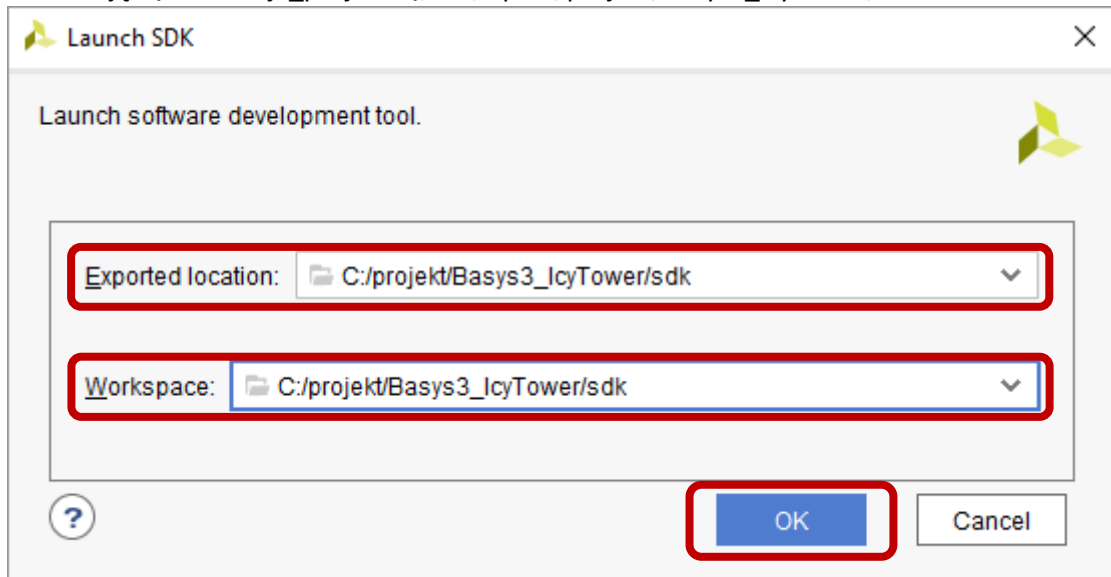 Launch SDK
Launch software development tool.
Exported location: C:/projekt/Basys3_IcyTower/sdk
Workspace: C:/projekt/Basys3_IcyTower/sdk
? OK Cancel